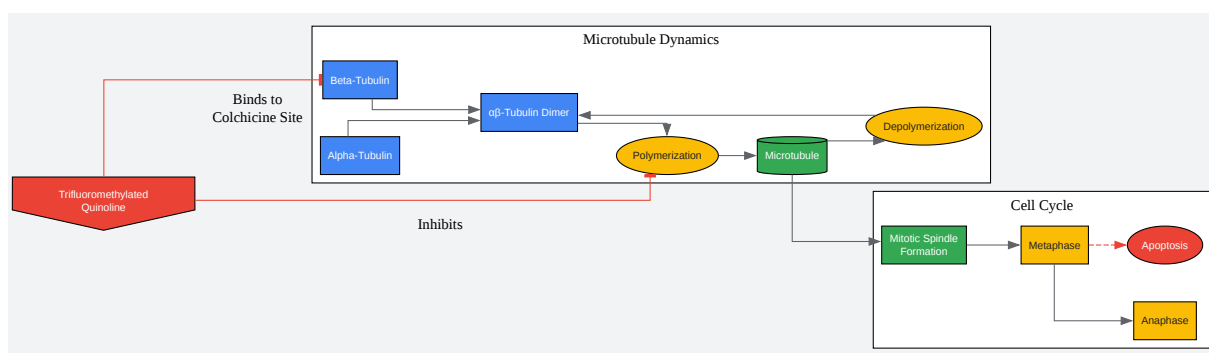 Microtubule Dynamics
Beta-Tubulin
Binds to
Colchicine Site
αβ-Tubulin Dimer
Depolymerization
Alpha-Tubulin
Polymerization
Microtubule
Trifluoromethylated
Quinoline
Inhibits
Cell Cycle
Mitotic Spindle
Formation
Metaphase
Apoptosis
Anaphase